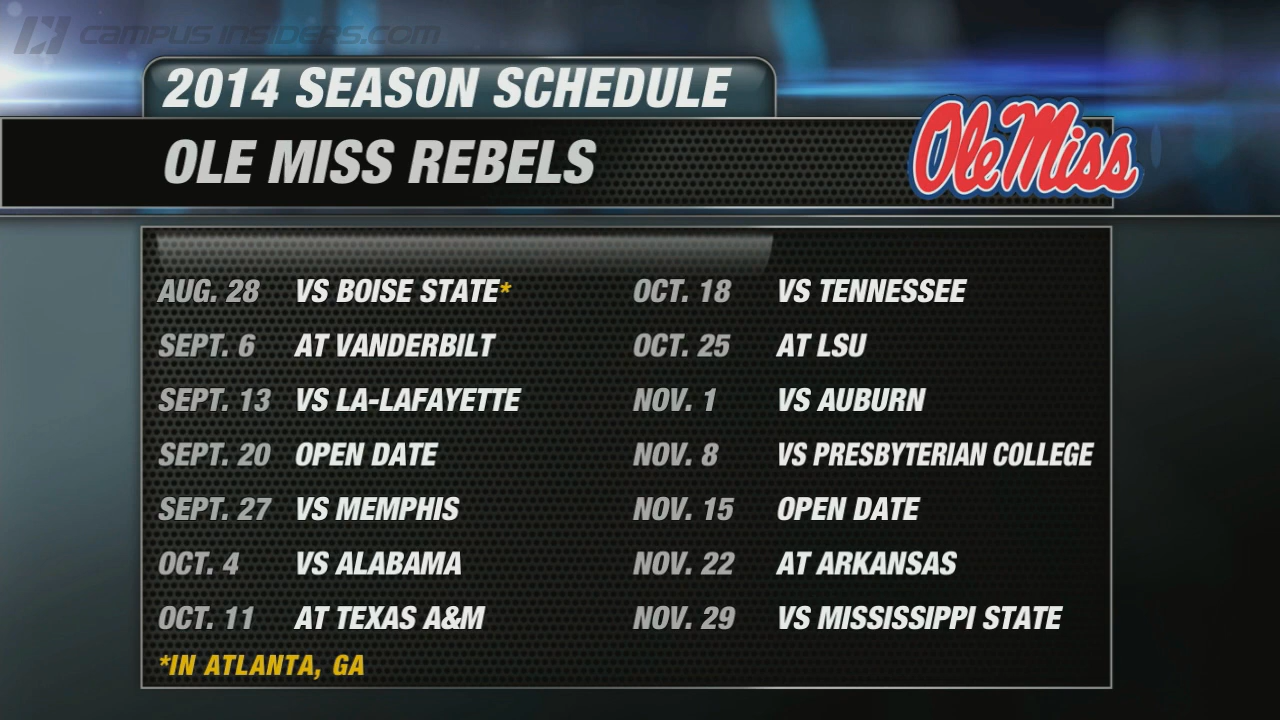 CAMPUS INSIDERS.COM
2014 SEASON SCHEDULE
OLE MISS REBELS
Ole Miss
AUG. 28 VS BOISE STATE*
SEPT. 6 AT VANDERBILT
SEPT. 13 VS LA-LAFAYETTE
SEPT. 20 OPEN DATE
SEPT. 27 VS MEMPHIS
OCT. 4 VS ALABAMA
OCT. 11 AT TEXAS A&M
*IN ATLANTA, GA
OCT. 18 VS TENNESSEE
OCT. 25 AT LSU
NOV. 1 VS AUBURN
NOV. 8 VS PRESBYTERIAN COLLEGE
NOV. 15 OPEN DATE
NOV. 22 AT ARKANSAS
NOV. 29 VS MISSISSIPPI STATE